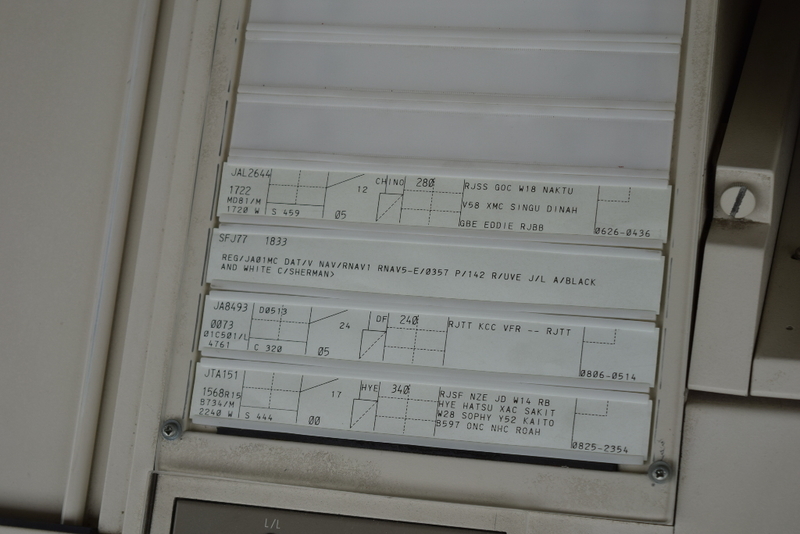 JAL2644
CHINO 280 RJSS GOC W18 NAKTU
1722 12
MD81/M V58 XMC SINGU DINAH
1720 W S 459 05 GBE EDDIE RJBB 0626-0436
SFJ77 1833
REG/JA01MC DAT/V NAV/RNAV1 RNAV5-E/0357 P/142 R/UVE J/L A/BLACK
AND WHITE C/SHERMAN>
JA8493 D0513 DF 240 RJTT KCC VFR -- RJTT
0073 24
01C501/L
4761 C 320 05 0806-0514
JTA151 HYE 340 RJSF NZE JD W14 RB
1568R15 17 HYE HATSU XAC SAKIT
B734/M W28 SOPHY Y52 KAITO
2240 W S 444 00 B597 ONC NHC ROAH 0825-2354
L/L